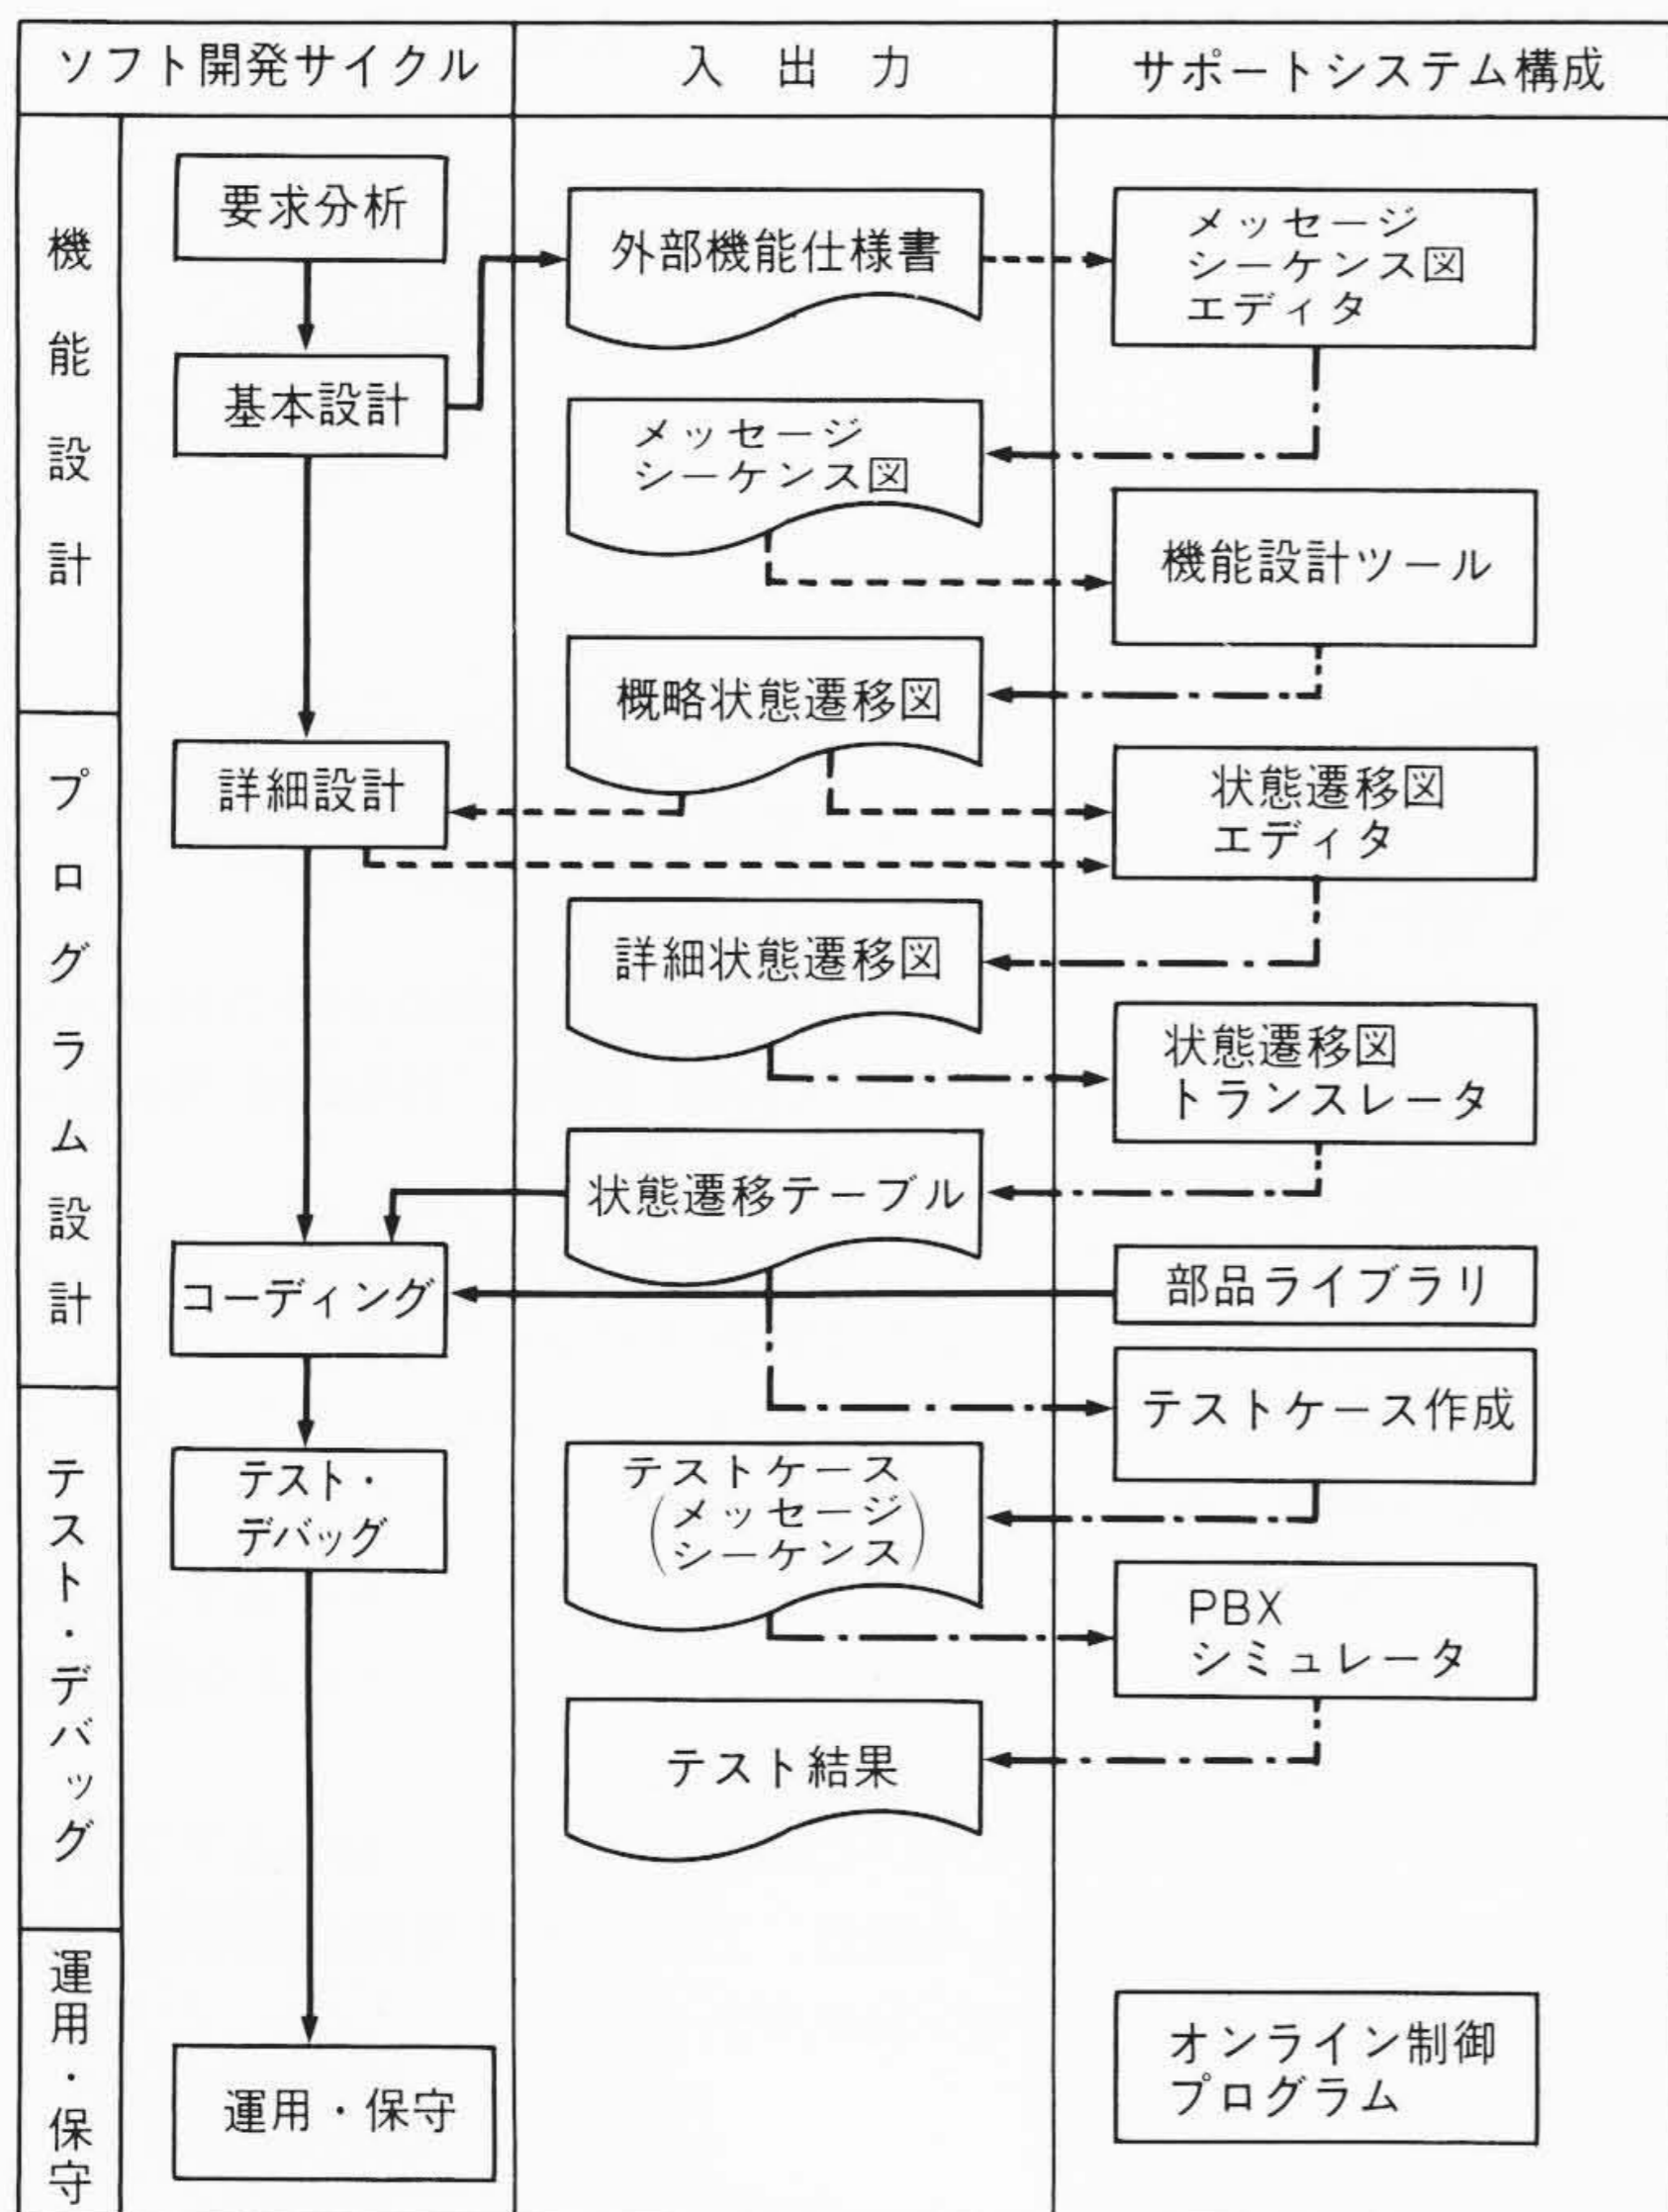 ソフト開発サイクル
入出力
サポートシステム構成
機能設計
要求分析
基本設計
外部機能仕様書
メッセージ
シーケンス図
エディタ
メッセージ
シーケンス図
機能設計ツール
概略状態遷移図
プログラム設計
詳細設計
状態遷移図
エディタ
詳細状態遷移図
状態遷移図
トランスレータ
状態遷移テーブル
コーディング
部品ライブラリ
テスト・デバッグ
テスト・
デバッグ
テストケース作成
テストケース
(メッセージ
シーケンス)
PBX
シミュレータ
テスト結果
運用・保守
運用・保守
オンライン制御
プログラム